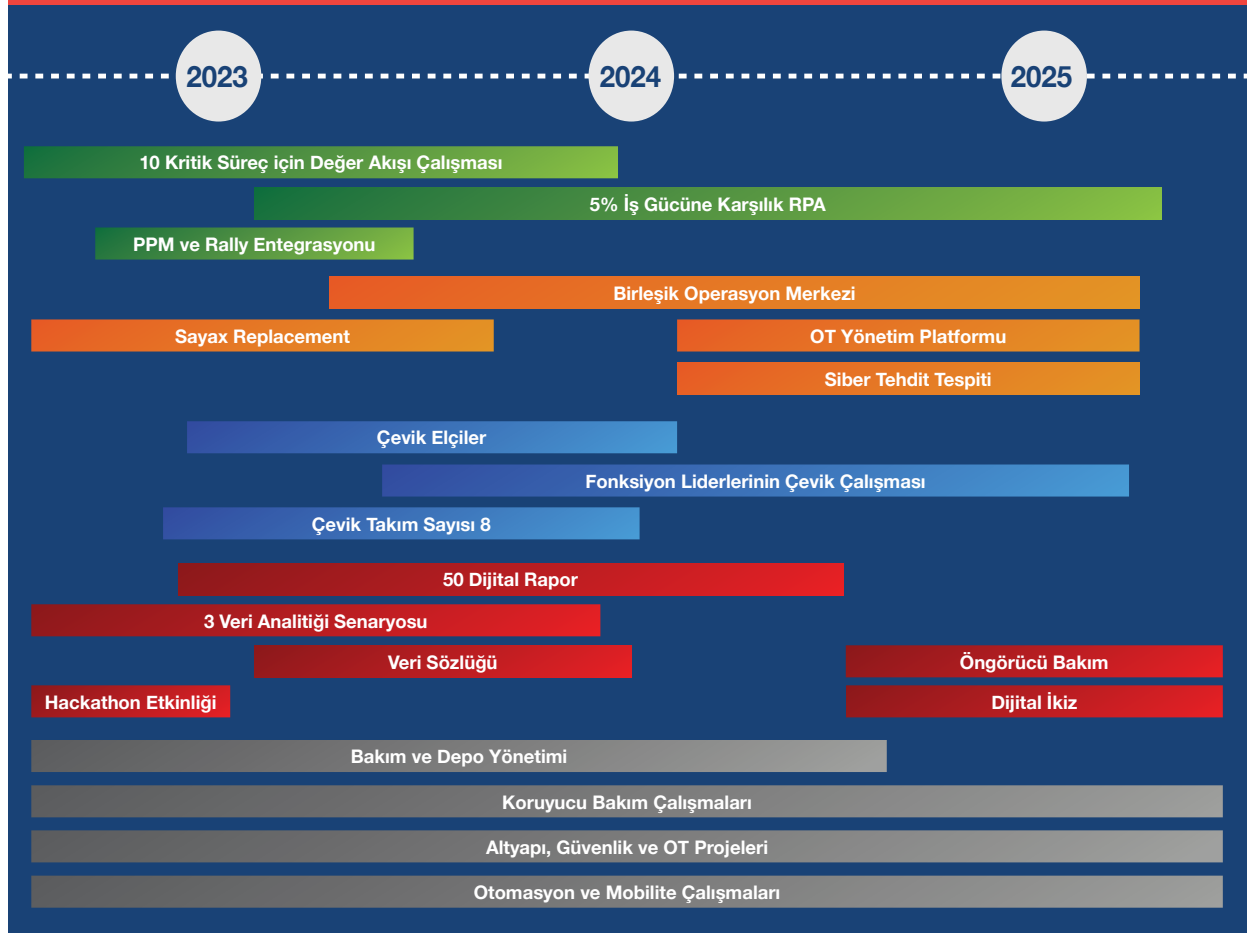 2023
2024
2025
10 Kritik Süreç için Değer Akışı Çalışması
5% İş Gücüne Karşılık RPA
PPM ve Rally Entegrasyonu
Birleşik Operasyon Merkezi
Sayax Replacement
OT Yönetim Platformu
Siber Tehdit Tespiti
Çevik Elçiler
Fonksiyon Liderlerinin Çevik Çalışması
Çevik Takım Sayısı 8
50 Dijital Rapor
3 Veri Analitiği Senaryosu
Veri Sözlüğü
Öngörücü Bakım
Hackathon Etkinliği
Dijital İkiz
Bakım ve Depo Yönetimi
Koruyucu Bakım Çalışmaları
Altyapı, Güvenlik ve OT Projeleri
Otomasyon ve Mobilite Çalışmaları